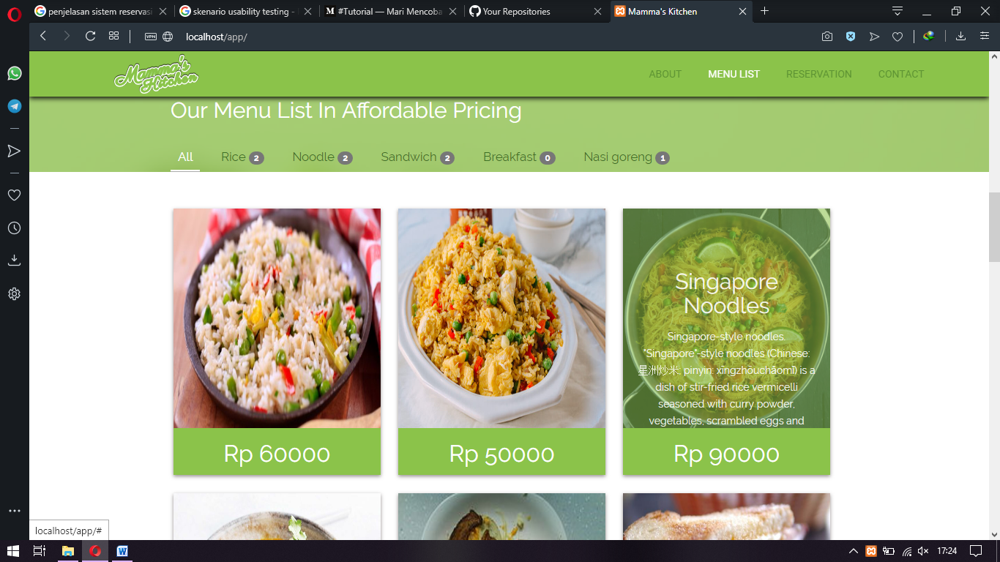 penjelasan sistem reservasi
skenario usability testing -
#Tutorial — Mari Mencoba
Your Repositories
Mamma's Kitchen
VPN
localhost/app/
Mamma's Kitchen
ABOUT
MENU LIST
RESERVATION
CONTACT
Our Menu List In Affordable Pricing
All
Rice 2
Noodle 2
Sandwich 2
Breakfast 0
Nasi goreng 1
Singapore
Noodles
Singapore-style noodles.
"Singapore"-style noodles (Chinese:
星洲炒米; pinyin: xīngzhōuchǎomǐ) is a
dish of stir-fried rice vermicelli
seasoned with curry powder,
vegetables, scrambled eggs and
Rp 60000
Rp 50000
Rp 90000
localhost/app/#
17:24